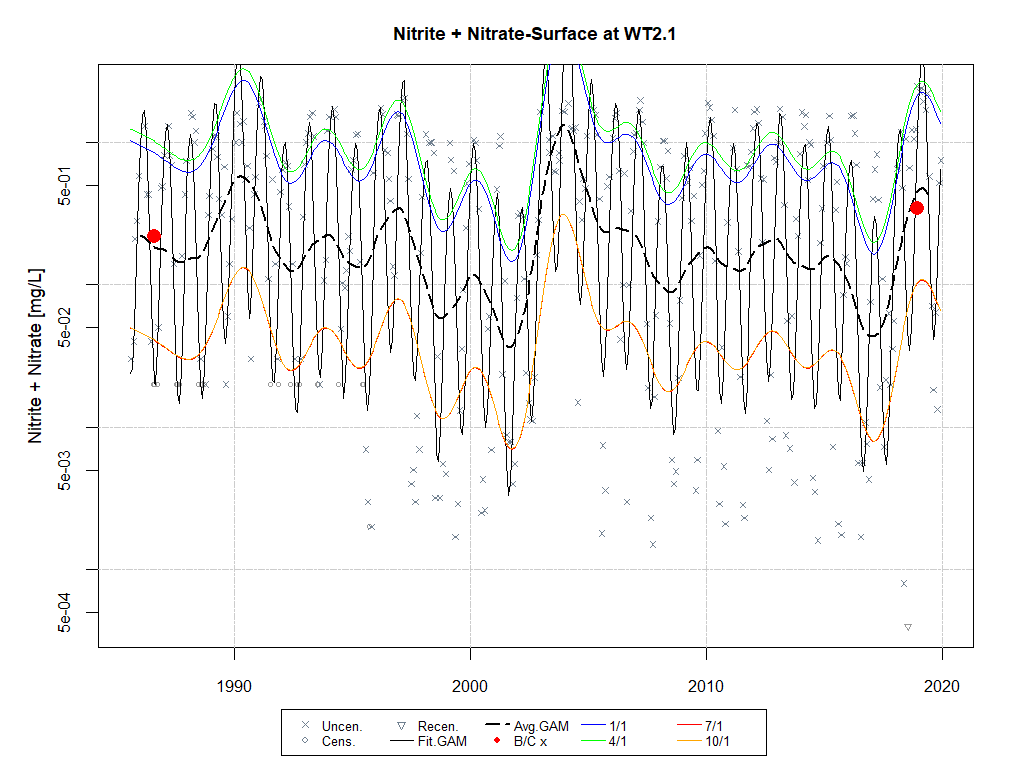 Nitrite + Nitrate-Surface at WT2.1
Nitrite + Nitrate [mg/L]
5e-01
5e-02
5e-03
5e-04
1990 2000 2010 2020
Uncen. Recen. Avg.GAM 1/1 7/1
Cens. Fit.GAM B/C x 4/1 10/1